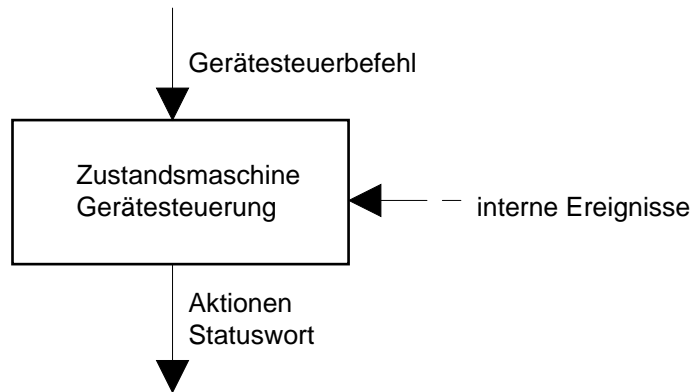 Gerätesteuerbefehl
Zustandsmaschine
Gerätesteuerung
interne Ereignisse
Aktionen
Statuswort